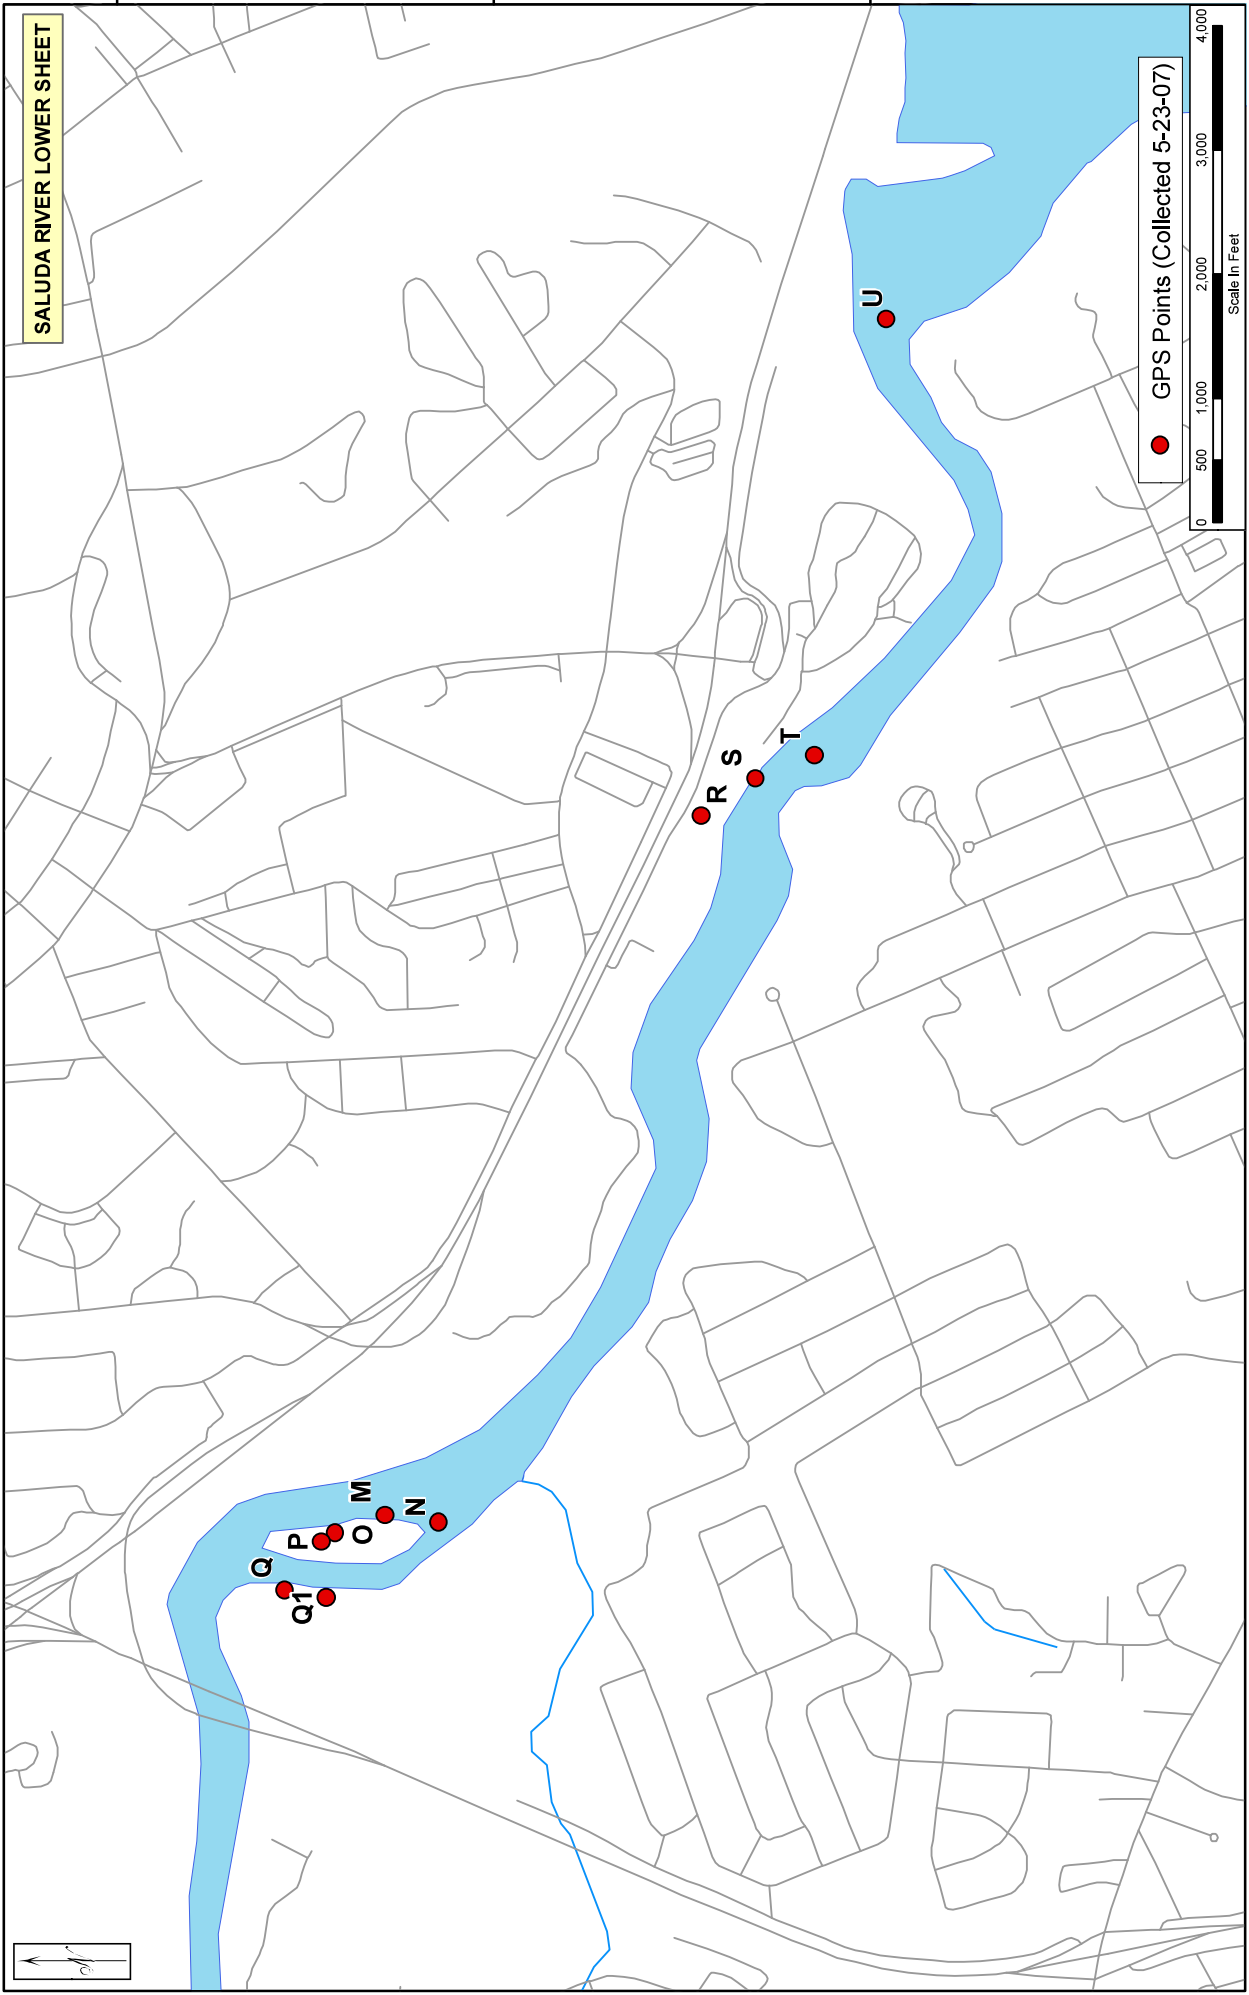 SALUDA RIVER LOWER SHEET
Q
Q1
P
O
M
N
R
S
T
U
GPS Points (Collected 5-23-07)
0 500 1,000 2,000 3,000 4,000
Scale In Feet